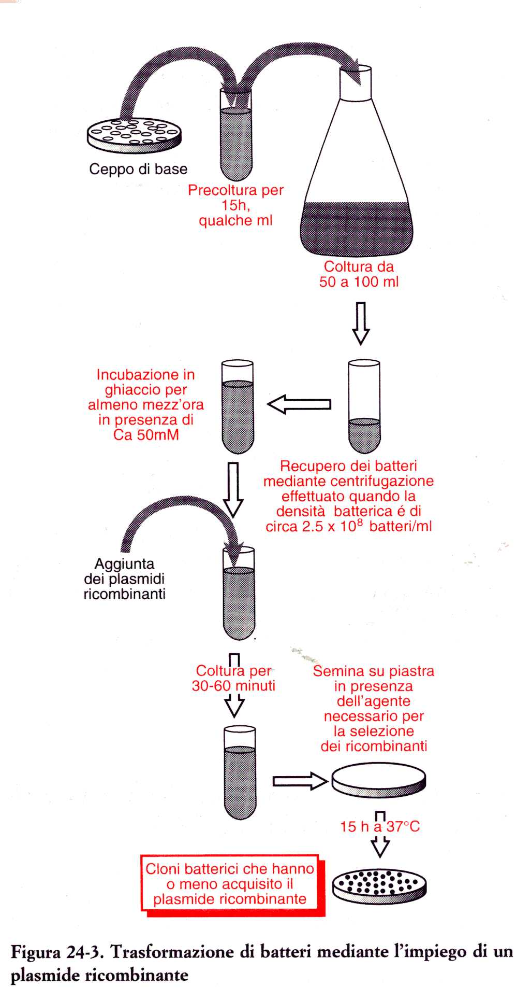 Ceppo di base
Precoltura per
15h,
qualche ml
Coltura da
50 a 100 ml
Incubazione in
ghiaccio per
almeno mezz'ora
in presenza di
Ca 50mM
Recupero dei batteri
mediante centrifugazione
effettuato quando la
densità batterica é di
circa 2.5 x 10⁸ batteri/ml
Aggiunta
dei plasmidi
ricombinanti
Coltura per
30-60 minuti
Semina su piastra
in presenza
dell'agente
necessario per
la selezione
dei ricombinanti
15 h a 37°C
Cloni batterici che hanno
o meno acquisito il
plasmide ricombinante
Figura 24-3. Trasformazione di batteri mediante l'impiego di un
plasmide ricombinante